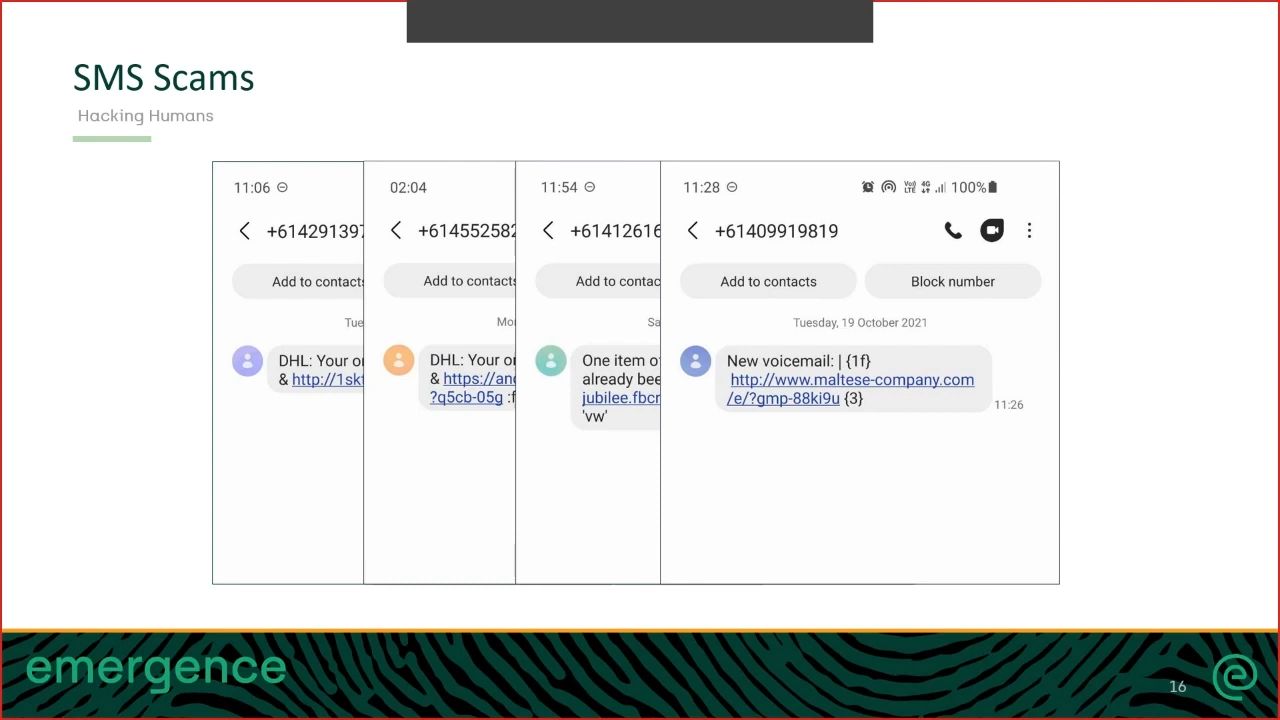 SMS Scams
Hacking Humans
11:06
+614291397
Add to contacts
Tue
DHL: Your
& http://1sk
02:04
+614552582
Add to contacts
Mo
DHL: Your
& https://and
?q5cb-05g :f
11:54
+61412616
Add to contac
Sa
One item of
already bee
jubilee.fbcr
'vw'
11:28 100%
+61409919819
Add to contacts Block number
Tuesday, 19 October 2021
New voicemail: | {1f}
http://www.maltese-company.com
/e/?gmp-88ki9u {3}
11:26
emergence
16